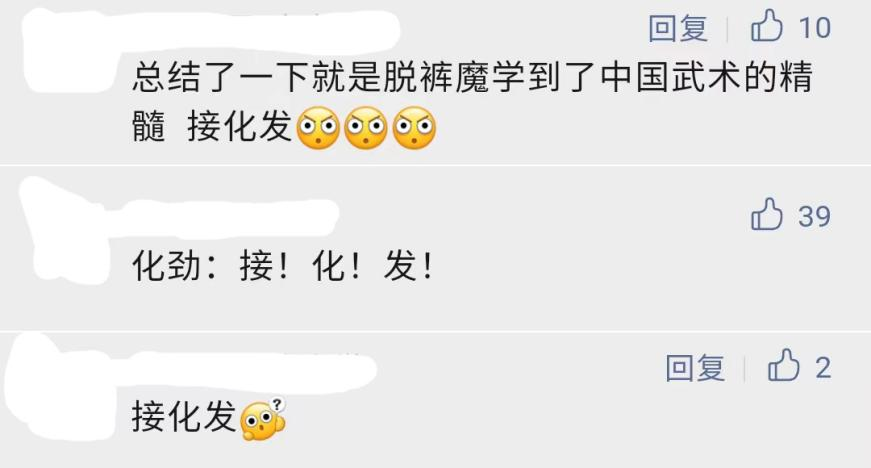 回复 10
总结了一下就是脱裤魔学到了中国武术的精
髓 接化发
39
化劲：接！化！发！
回复 2
接化发